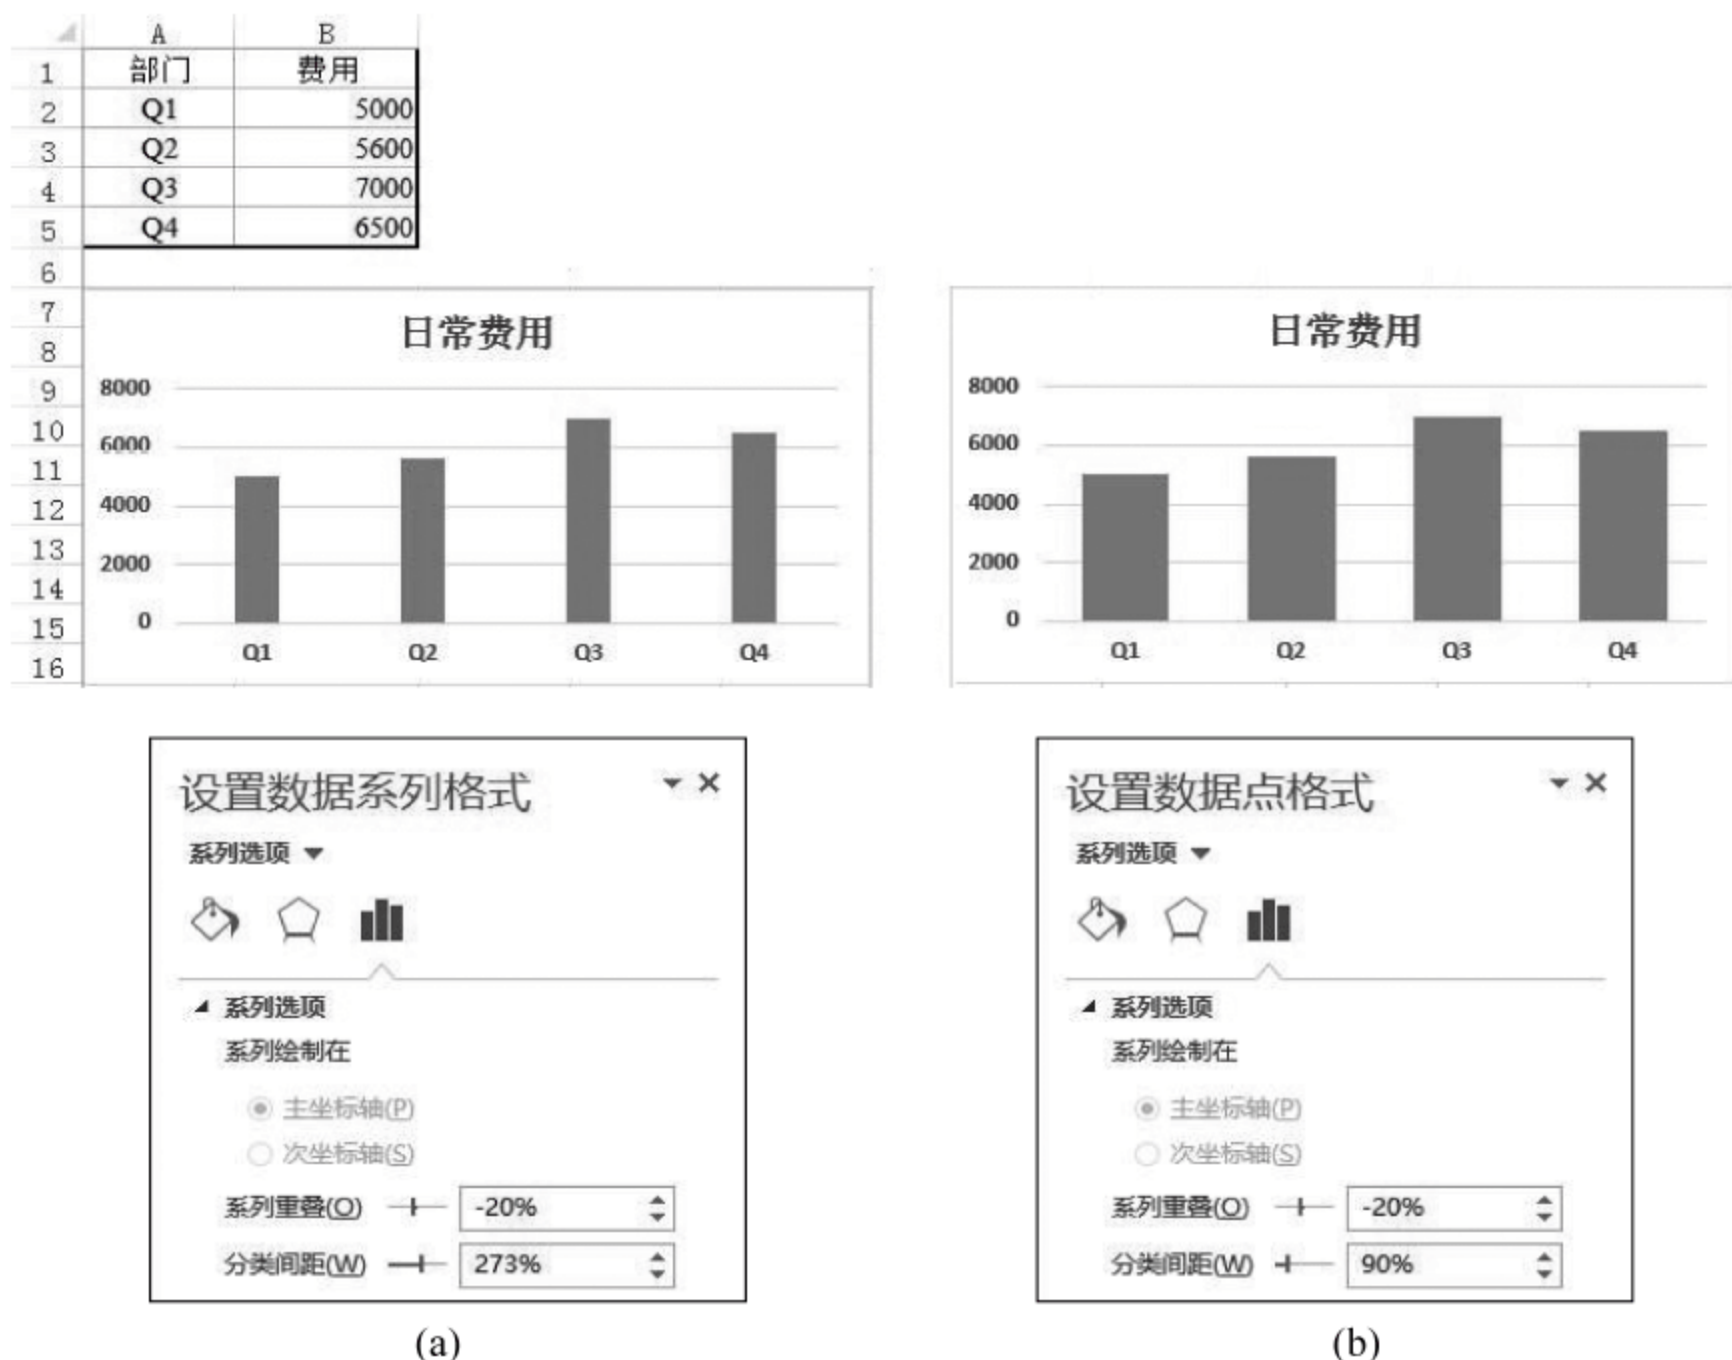 A B
1 部门 费用
2 Q1 5000
3 Q2 5600
4 Q3 7000
5 Q4 6500
6
7
8
9
10
11
12
13
14
15
16
日常费用
8000
6000
4000
2000
0
Q1 Q2 Q3 Q4
日常费用
8000
6000
4000
2000
0
Q1 Q2 Q3 Q4
设置数据系列格式
系列选项
系列选项
系列绘制在
主坐标轴(P)
次坐标轴(S)
系列重叠(O) -20%
分类间距(W) 273%
(a)
设置数据点格式
系列选项
系列选项
系列绘制在
主坐标轴(P)
次坐标轴(S)
系列重叠(O) -20%
分类间距(W) 90%
(b)